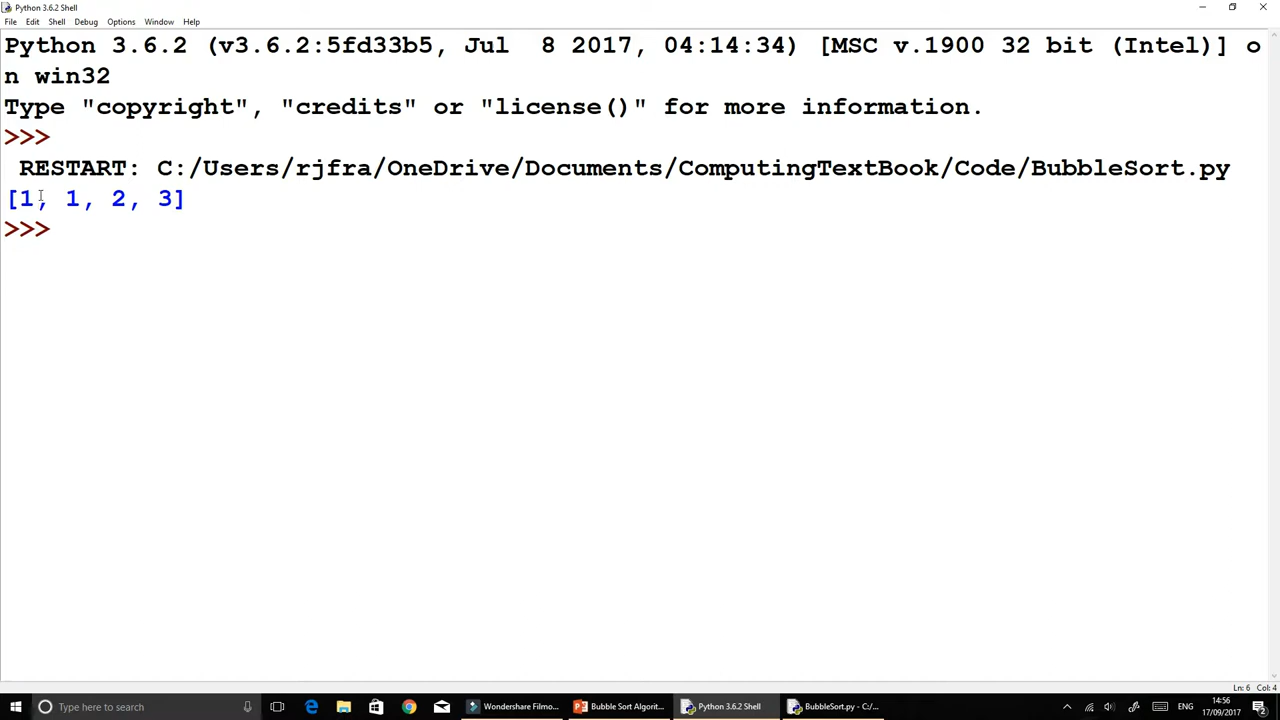 Python 3.6.2 Shell
File Edit Shell Debug Options Window Help
Python 3.6.2 (v3.6.2:5fd33b5, Jul  8 2017, 04:14:34) [MSC v.1900 32 bit (Intel)] o
n win32
Type "copyright", "credits" or "license()" for more information.
>>>
 RESTART: C:/Users/rjfra/OneDrive/Documents/ComputingTextBook/Code/BubbleSort.py
[1, 1, 2, 3]
>>>
Ln: 6 Col: 4
Type here to search
Wondershare Filmo...
Bubble Sort Algorit...
Python 3.6.2 Shell
BubbleSort.py - C:/...
ENG
14:56
17/09/2017
2